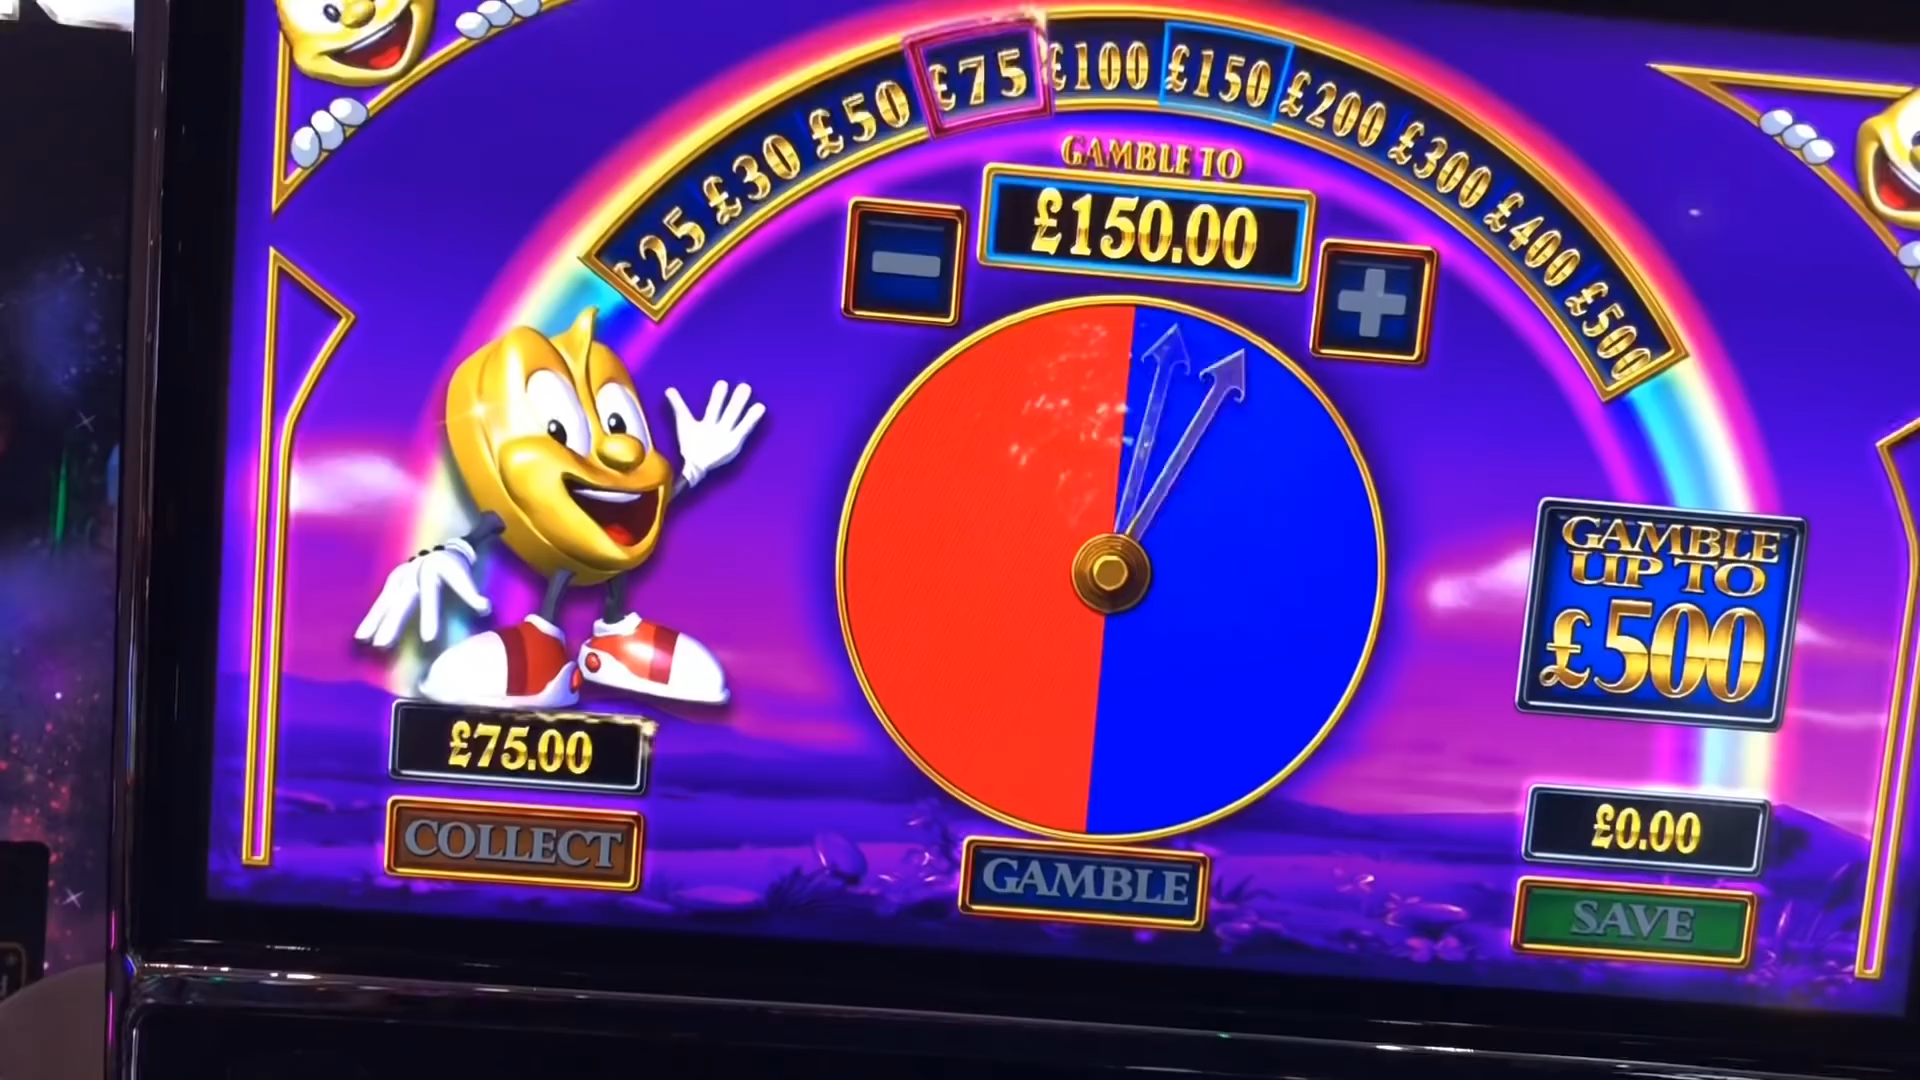 £25 £30 £50 £75 £100 £150 £200 £300 £400 £500
GAMBLE TO
£150.00
GAMBLE
UP TO
£500
£75.00
COLLECT
GAMBLE
£0.00
SAVE